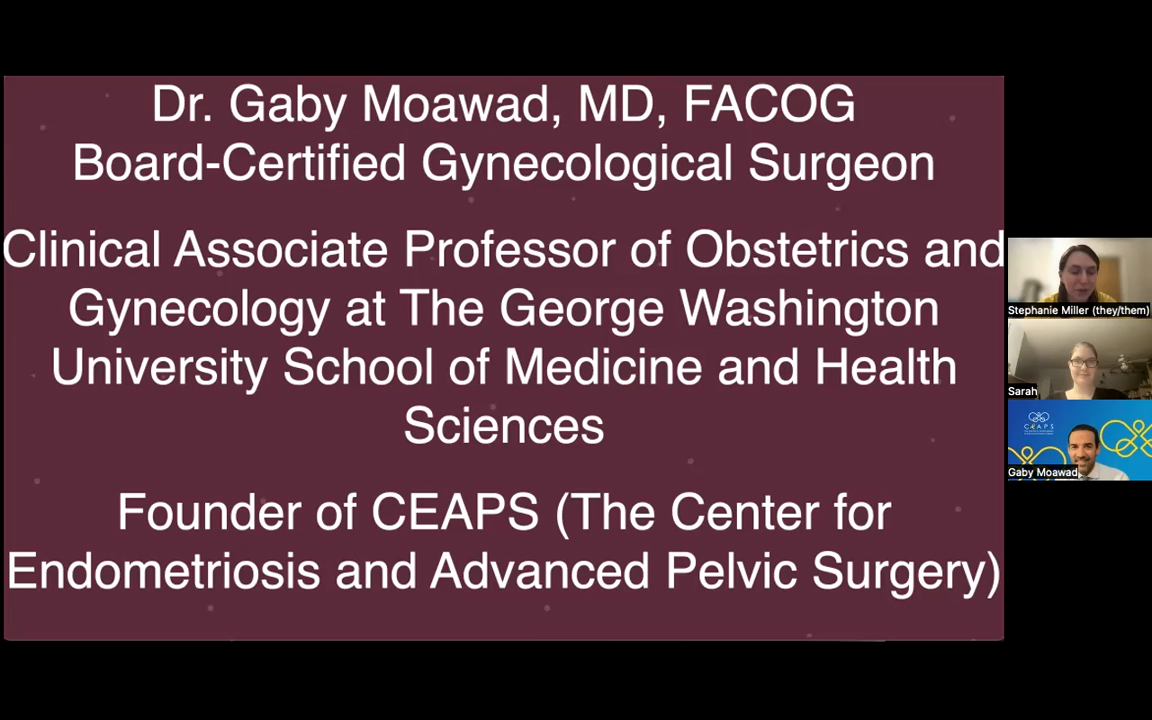 Dr. Gaby Moawad, MD, FACOG
Board-Certified Gynecological Surgeon
Clinical Associate Professor of Obstetrics and
Gynecology at The George Washington
University School of Medicine and Health
Sciences
Founder of CEAPS (The Center for
Endometriosis and Advanced Pelvic Surgery)
Stephanie Miller (they/them)
Sarah
CEAPS
Gaby Moawad